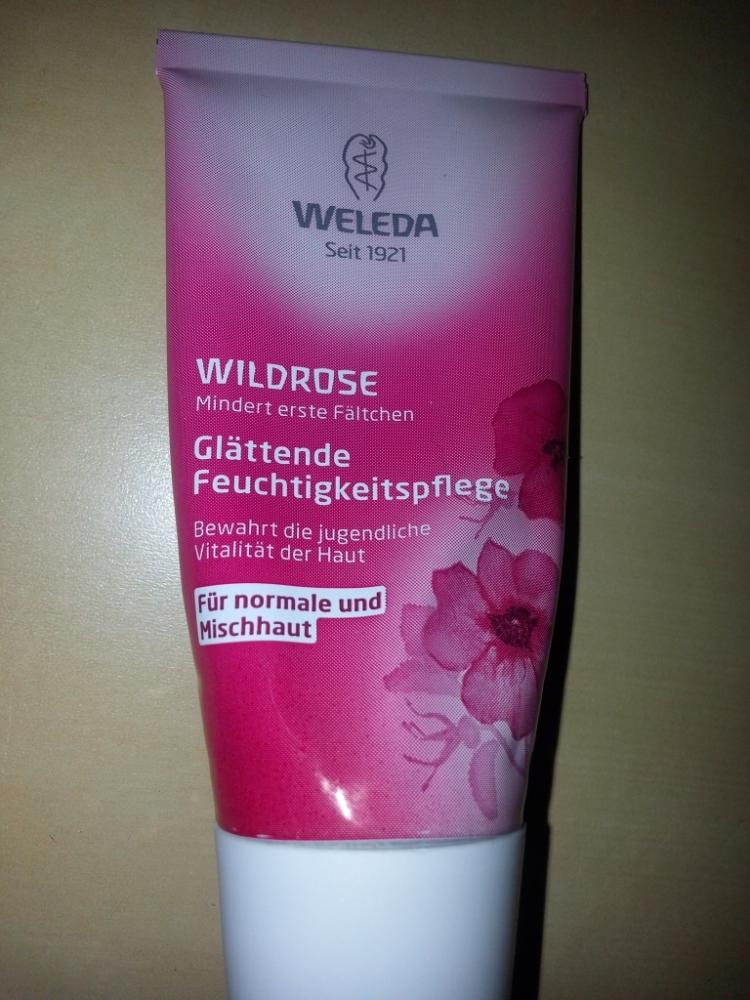 WELEDA
Seit 1921
WILDROSE
Mindert erste Fältchen
Glättende
Feuchtigkeitspflege
Bewahrt die jugendliche
Vitalität der Haut
Für normale und
Mischhaut